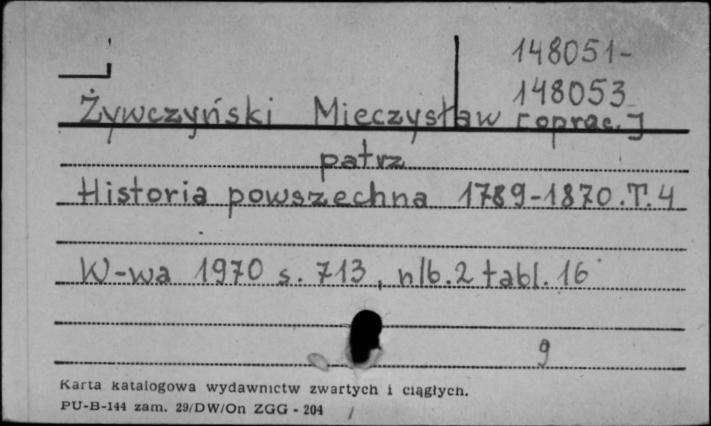 148051-
148053
Żywczyński Mieczysław [oprac.]
patrz
Historia powszechna 1789-1870.T.4
W-wa 1970 s. 713, nlb.2 tabl. 16
9
Karta katalogowa wydawnictw zwartych i ciągłych.
PU-B-144 zam. 29/DW/On ZGG - 204